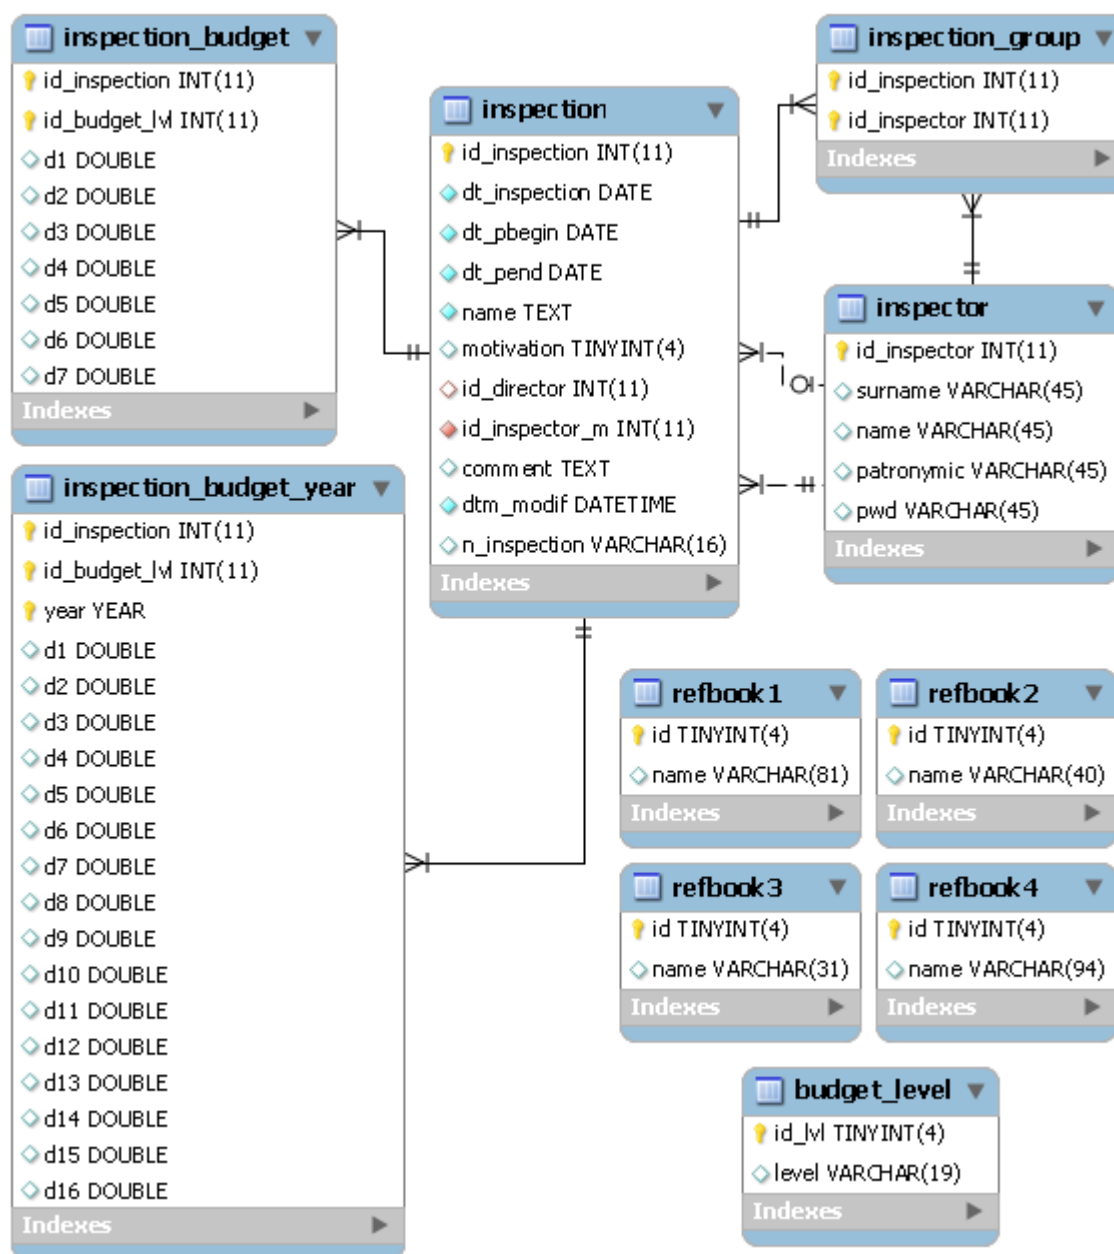 inspection_budget
id_inspection INT(11)
id_budget_lvl INT(11)
d1 DOUBLE
d2 DOUBLE
d3 DOUBLE
d4 DOUBLE
d5 DOUBLE
d6 DOUBLE
d7 DOUBLE
Indexes
inspection_budget_year
id_inspection INT(11)
id_budget_lvl INT(11)
year YEAR
d1 DOUBLE
d2 DOUBLE
d3 DOUBLE
d4 DOUBLE
d5 DOUBLE
d6 DOUBLE
d7 DOUBLE
d8 DOUBLE
d9 DOUBLE
d10 DOUBLE
d11 DOUBLE
d12 DOUBLE
d13 DOUBLE
d14 DOUBLE
d15 DOUBLE
d16 DOUBLE
Indexes
inspection
id_inspection INT(11)
dt_inspection DATE
dt_pbegin DATE
dt_pend DATE
name TEXT
motivation TINYINT(4)
id_director INT(11)
id_inspector_m INT(11)
comment TEXT
dtm_modif DATETIME
n_inspection VARCHAR(16)
Indexes
inspection_group
id_inspection INT(11)
id_inspector INT(11)
Indexes
inspector
id_inspector INT(11)
surname VARCHAR(45)
name VARCHAR(45)
patronymic VARCHAR(45)
pwd VARCHAR(45)
Indexes
refbook1
id TINYINT(4)
name VARCHAR(81)
Indexes
refbook2
id TINYINT(4)
name VARCHAR(40)
Indexes
refbook3
id TINYINT(4)
name VARCHAR(31)
Indexes
refbook4
id TINYINT(4)
name VARCHAR(94)
Indexes
budget_level
id_lvl TINYINT(4)
level VARCHAR(19)
Indexes